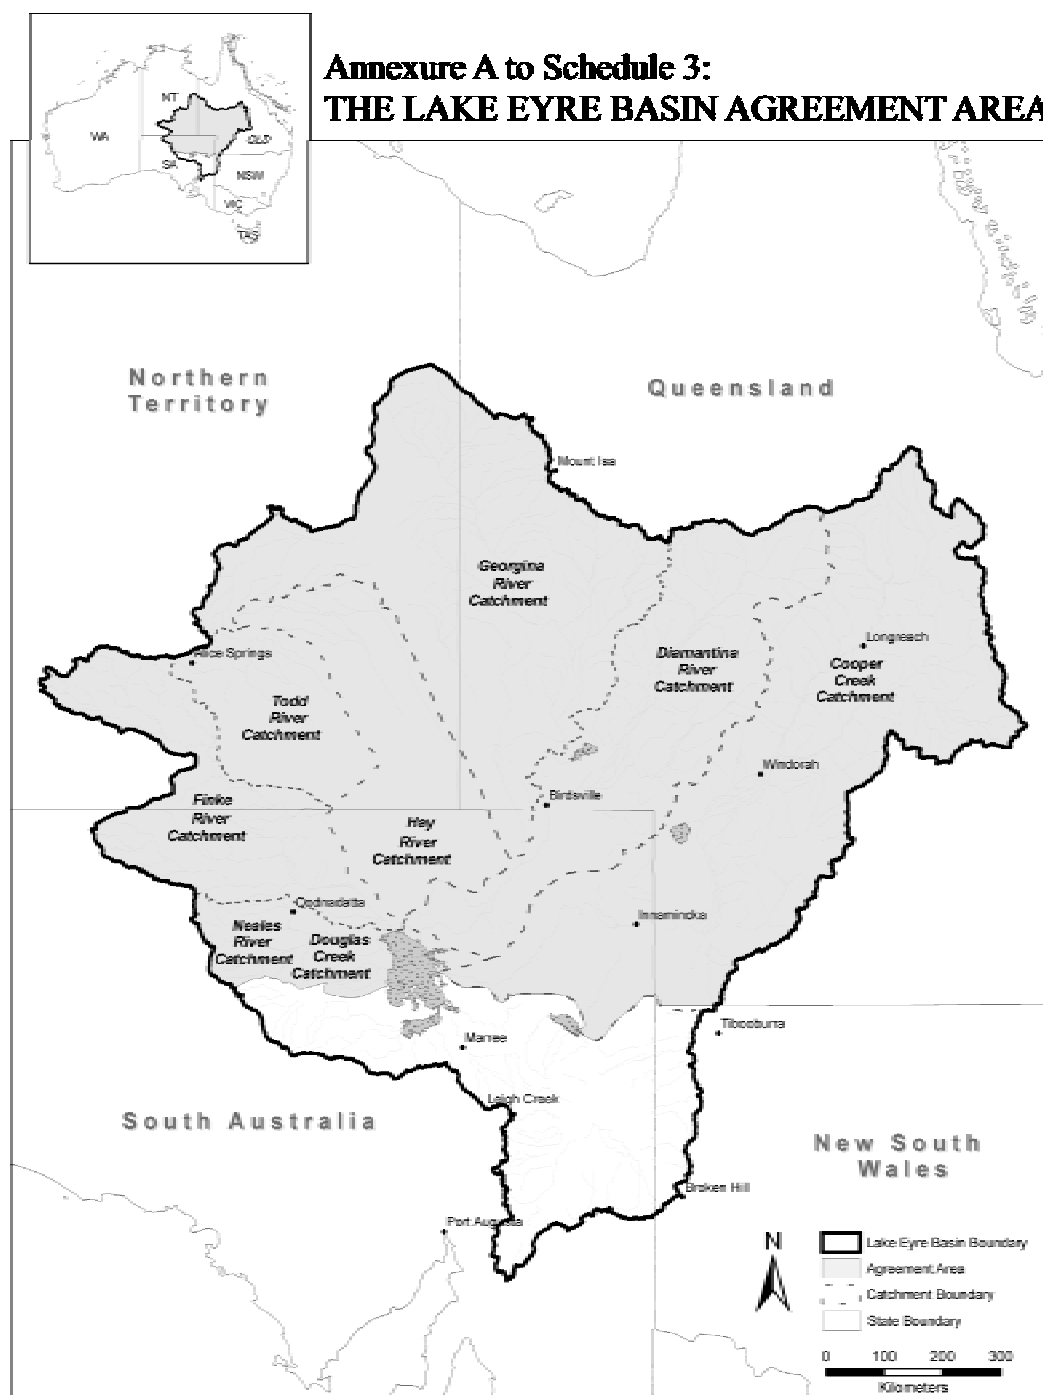 Annexure A to Schedule 3:
THE LAKE EYRE BASIN AGREEMENT AREA
NT
WA
QLD
SA
NSW
VIC
TAS
Northern
Territory
Queensland
Mount Isa
Georgina
River
Catchment
Longreach
Alice Springs
Diamantina
River
Catchment
Cooper
Creek
Catchment
Todd
River
Catchment
Windorah
Birdsville
Finke
River
Catchment
Hay
River
Catchment
Oodnadatta
Innamincka
Neales
River
Catchment
Douglas
Creek
Catchment
Tibooburra
Marree
Leigh Creek
South Australia
New South
Wales
Broken Hill
Port Augusta
N
Lake Eyre Basin Boundary
Agreement Area
Catchment Boundary
State Boundary
0 100 200 300
Kilometers